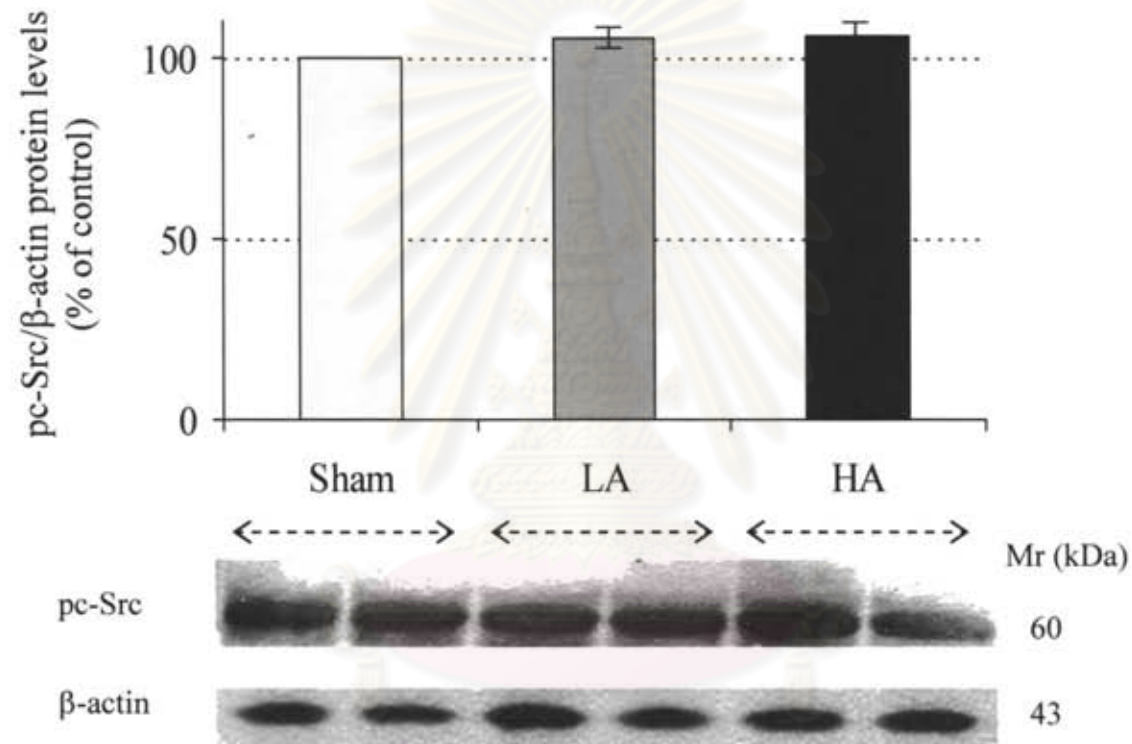 pc-Src/β-actin protein levels
(% of control)
100
50
0
Sham LA HA
Mr (kDa)
pc-Src 60
β-actin 43